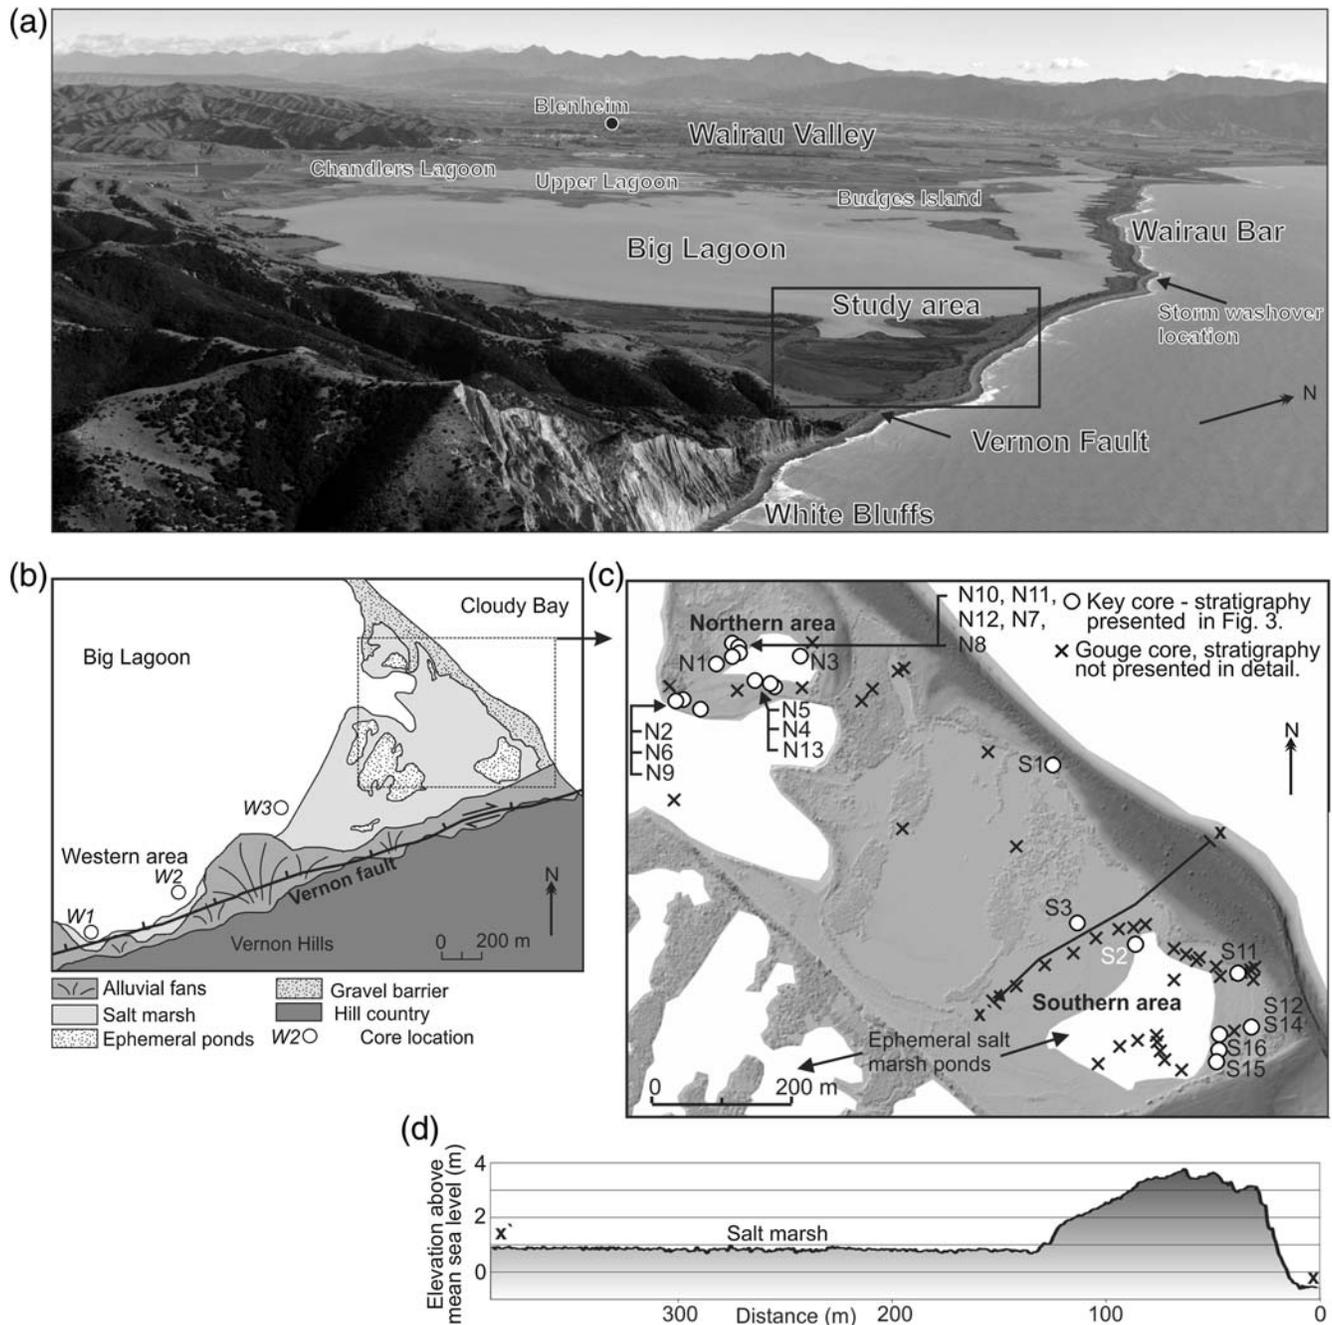 (a)
Blenheim
Wairau Valley
Chandlers Lagoon
Upper Lagoon
Budges Island
Wairau Bar
Big Lagoon
Study area
Storm washover
location
N
Vernon Fault
White Bluffs
(b)
Cloudy Bay
Big Lagoon
W3
Western area
W2
Vernon fault
N
W1
Vernon Hills
0 200 m
Alluvial fans
Gravel barrier
Salt marsh
Hill country
Ephemeral ponds
W2 Core location
(c)
N10, N11,
N12, N7,
N8
Key core - stratigraphy
presented in Fig. 3.
Gouge core, stratigraphy
not presented in detail.
Northern area
N1
N3
N5
N4
N13
N2
N6
N9
N
S1
x
S3
S2
S11
Southern area
S12
S14
x`
S16
S15
Ephemeral salt
marsh ponds
0 200 m
(d)
Elevation above
mean sea level (m)
4
2
0
x`
Salt marsh
x
300 200 100 0
Distance (m)